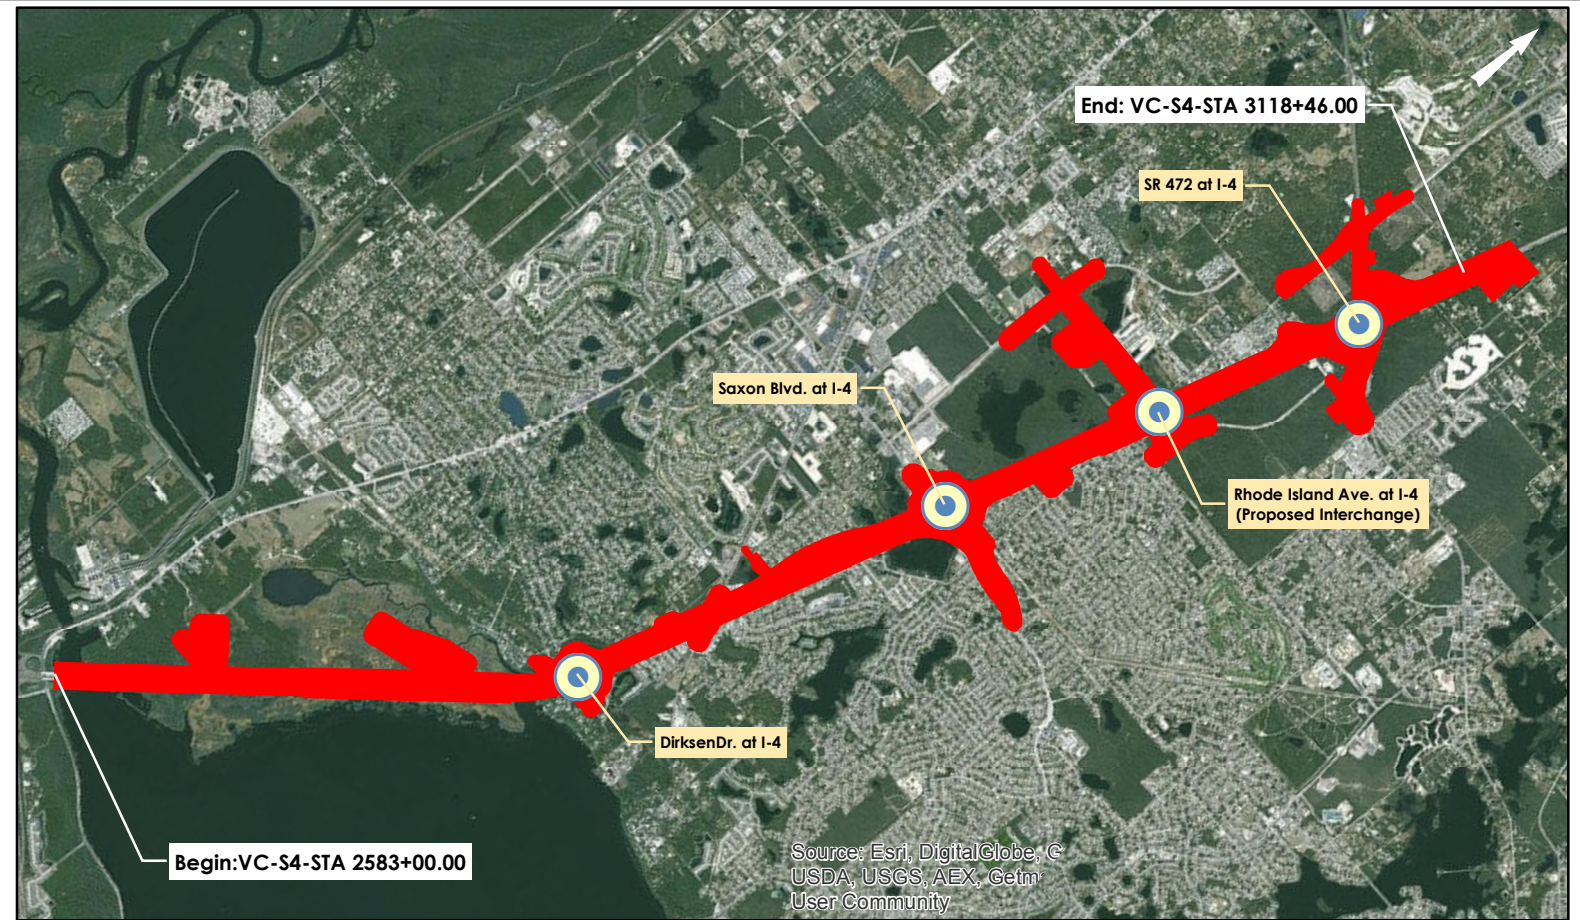 End: VC-S4-STA 3118+46.00
SR 472 at I-4
Saxon Blvd. at I-4
Rhode Island Ave. at I-4
(Proposed Interchange)
DirksenDr. at I-4
Begin:VC-S4-STA 2583+00.00
Source: Esri, DigitalGlobe, G
USDA, USGS, AEX, Getm
User Community